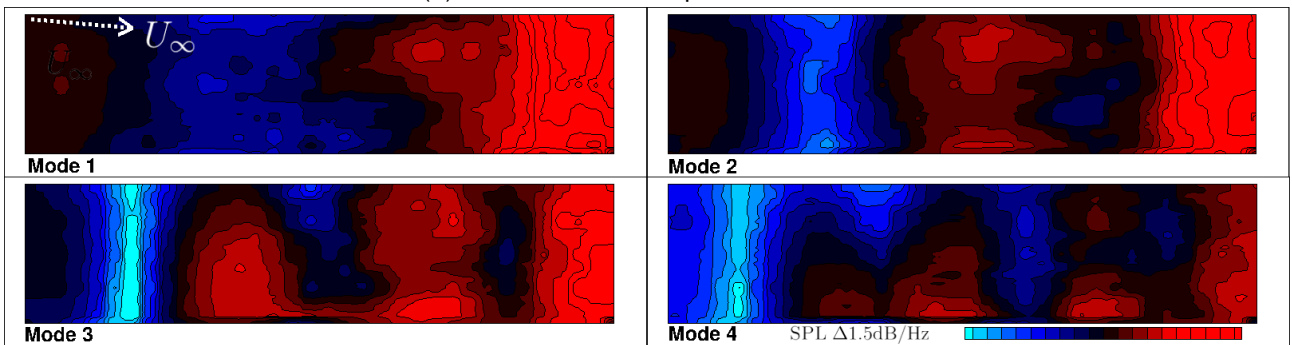 U∞
U∞
Mode 1
Mode 2
Mode 3
Mode 4
SPL Δ1.5dB/Hz